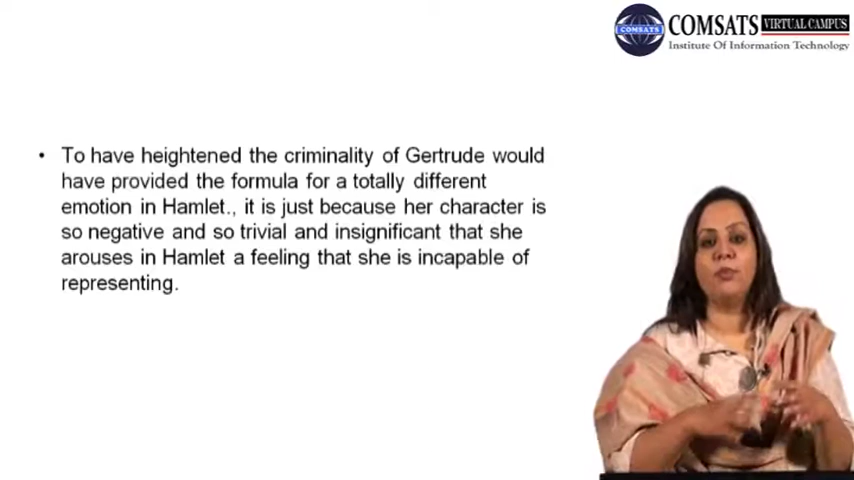 COMSATS VIRTUAL CAMPUS
COMSATS
Institute Of Information Technology
• To have heightened the criminality of Gertrude would
have provided the formula for a totally different
emotion in Hamlet., it is just because her character is
so negative and so trivial and insignificant that she
arouses in Hamlet a feeling that she is incapable of
representing.